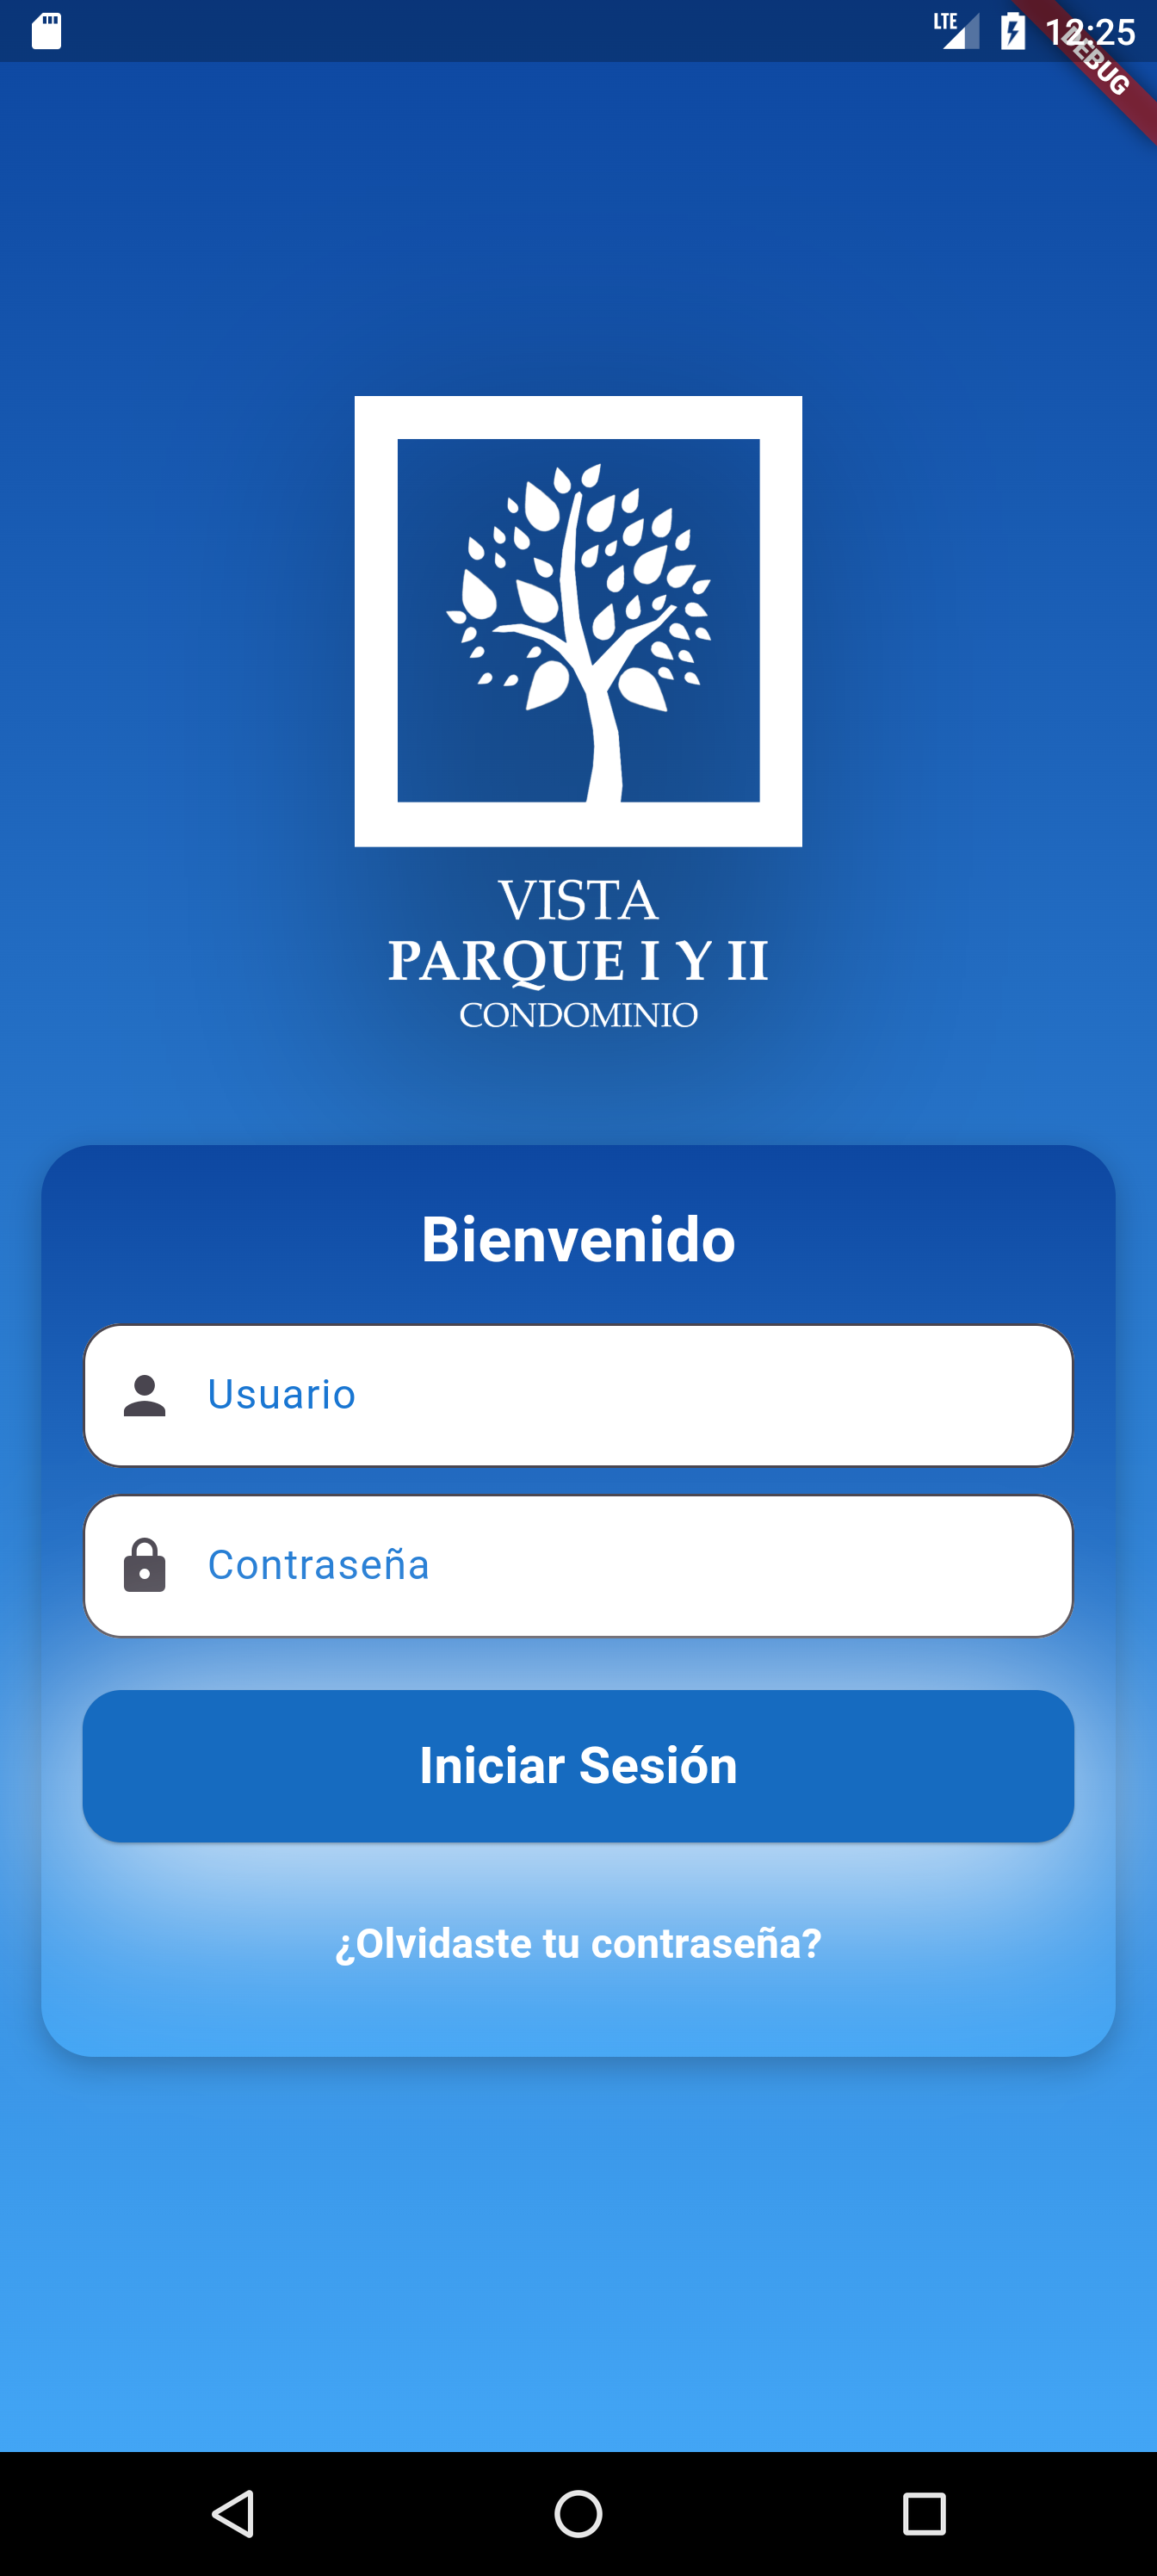 LTE 12:25
DEBUG
VISTA
PARQUE I Y II
CONDOMINIO
Bienvenido
Usuario
Contraseña
Iniciar Sesión
¿Olvidaste tu contraseña?